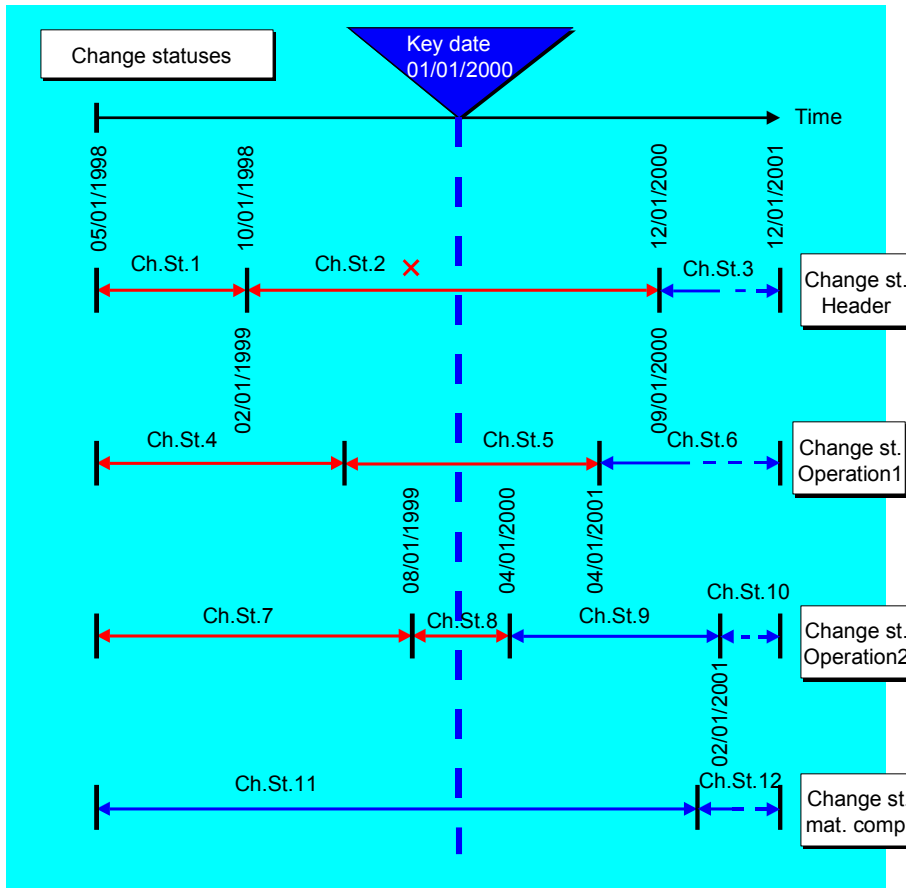 Change statuses
Key date
01/01/2000
Time
05/01/1998
10/01/1998
12/01/2000
12/01/2001
Ch.St.1
Ch.St.2
Ch.St.3
Change st.
Header
02/01/1999
09/01/2000
Ch.St.4
Ch.St.5
Ch.St.6
Change st.
Operation1
08/01/1999
04/01/2000
04/01/2001
Ch.St.7
Ch.St.8
Ch.St.9
Ch.St.10
Change st.
Operation2
02/01/2001
Ch.St.11
Ch.St.12
Change st.
mat. comp